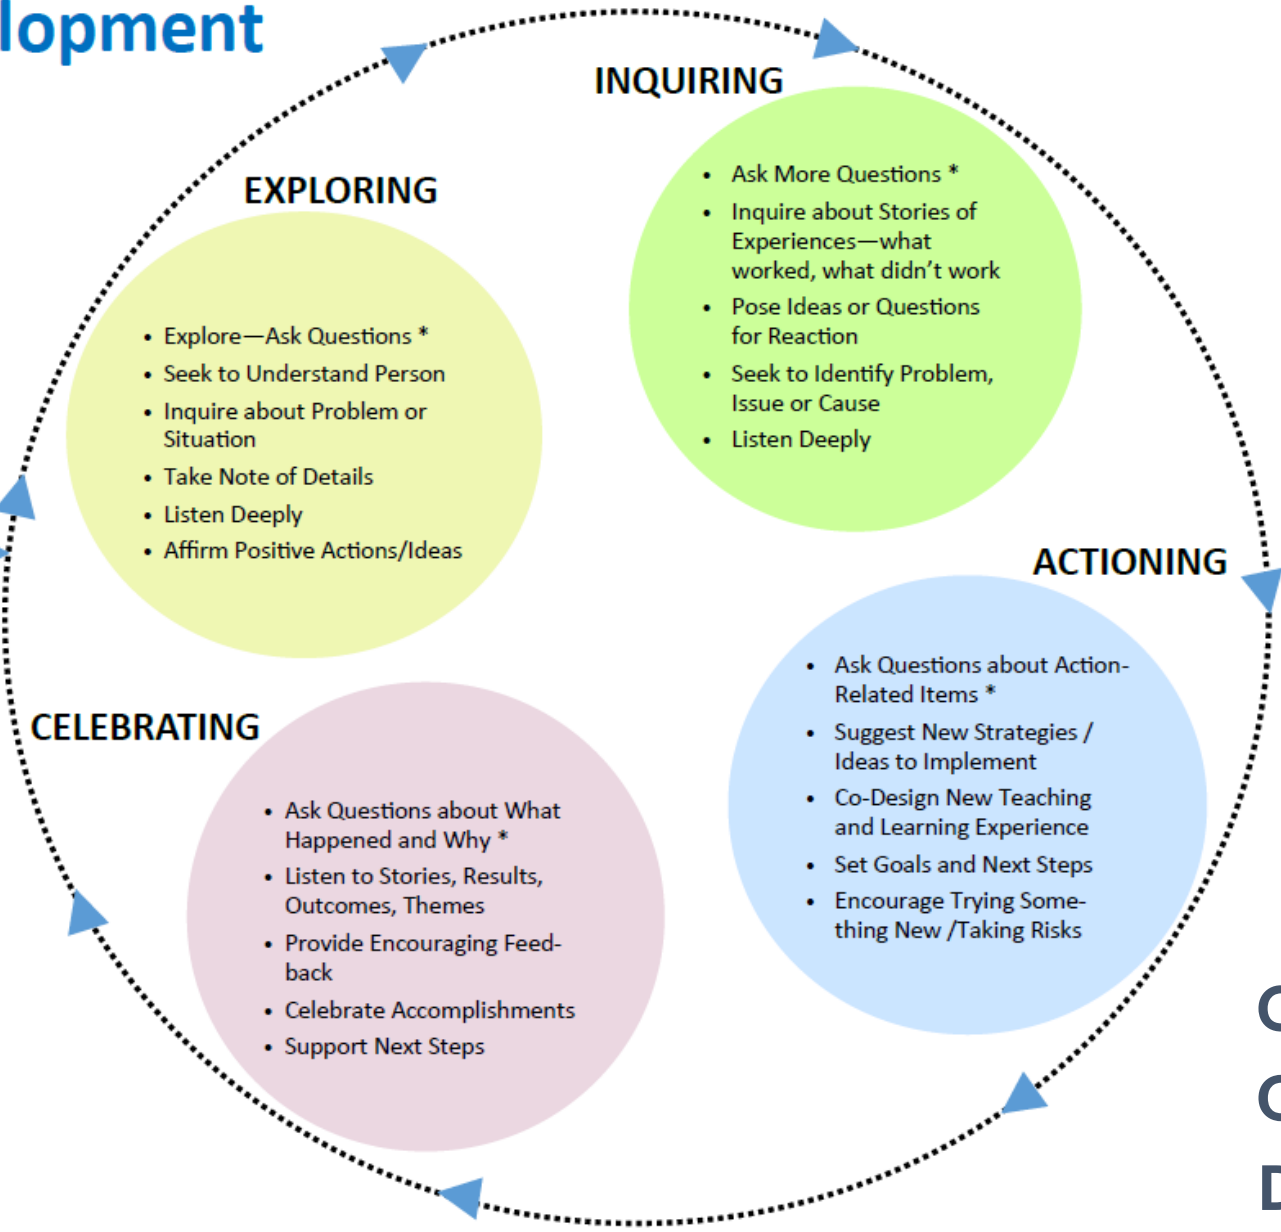 lopment
INQUIRING
• Ask More Questions *
• Inquire about Stories of
Experiences—what
worked, what didn’t work
• Pose Ideas or Questions
for Reaction
• Seek to Identify Problem,
Issue or Cause
• Listen Deeply
EXPLORING
• Explore—Ask Questions *
• Seek to Understand Person
• Inquire about Problem or
Situation
• Take Note of Details
• Listen Deeply
• Affirm Positive Actions/Ideas
ACTIONING
• Ask Questions about Action-
Related Items *
• Suggest New Strategies /
Ideas to Implement
• Co-Design New Teaching
and Learning Experience
• Set Goals and Next Steps
• Encourage Trying Some-
thing New /Taking Risks
CELEBRATING
• Ask Questions about What
Happened and Why *
• Listen to Stories, Results,
Outcomes, Themes
• Provide Encouraging Feed-
back
• Celebrate Accomplishments
• Support Next Steps